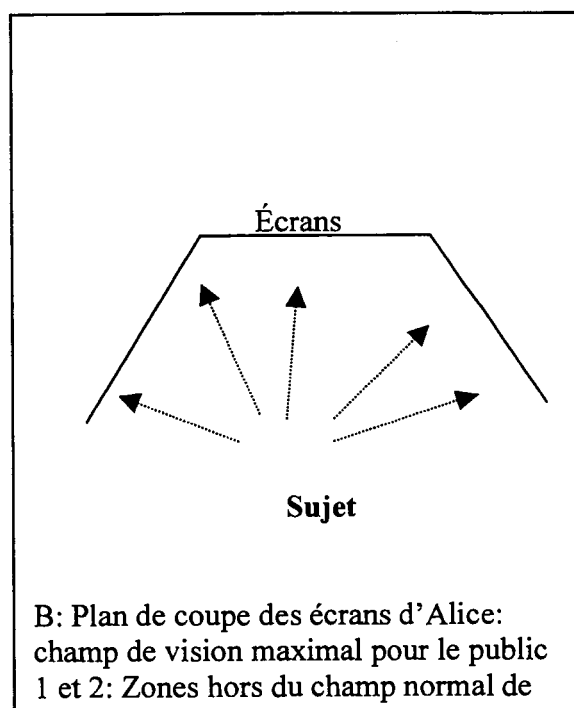 Écrans
Sujet
B: Plan de coupe des écrans d'Alice:
champ de vision maximal pour le public
1 et 2: Zones hors du champ normal de